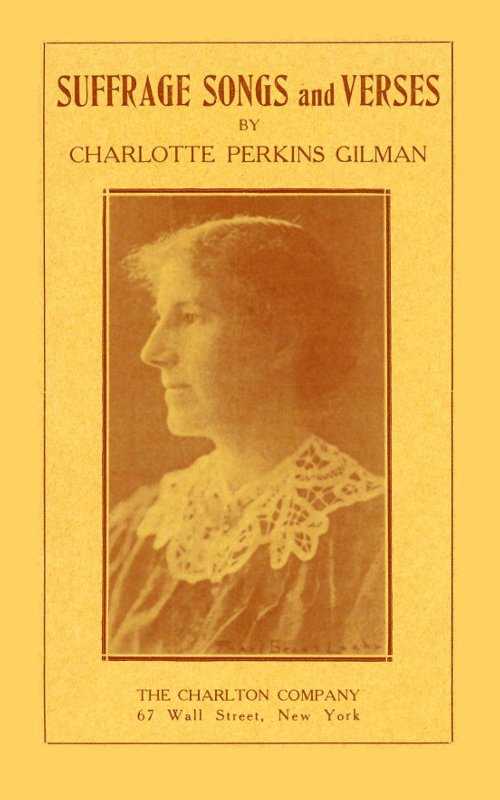 SUFFRAGE SONGS and VERSES
BY
CHARLOTTE PERKINS GILMAN
THE CHARLTON COMPANY
67 Wall Street, New York